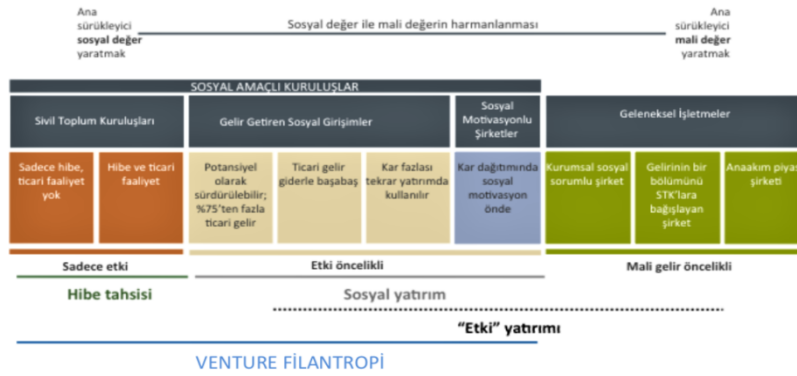 Ana
sürükleyici
sosyal değer
yaratmak
Sosyal değer ile mali değerin harmanlanması
Ana
sürükleyici
mali değer
yaratmak
SOSYAL AMAÇLI KURULUŞLAR
Sivil Toplum Kuruluşları
Gelir Getiren Sosyal Girişimler
Sosyal
Motivasyonlu
Şirketler
Geleneksel İşletmeler
Sadece hibe,
ticari faaliyet
yok
Hibe ve ticari
faaliyet
Potansiyel
olarak
sürdürülebilir;
%75'ten fazla
ticari gelir
Ticari gelir
giderle başabaş
Kar fazlası
tekrar yatırımda
kullanılır
Kar dağıtımında
sosyal
motivasyon
önde
Kurumsal sosyal
sorumlu şirket
Gelirinin bir
bölümünü
STK'lara
bağışlayan
şirket
Anaakım piyas
şirketi
Sadece etki
Etki öncelikli
Mali gelir öncelikli
Hibe tahsisi
Sosyal yatırım
"Etki" yatırımı
VENTURE FİLANTROPİ